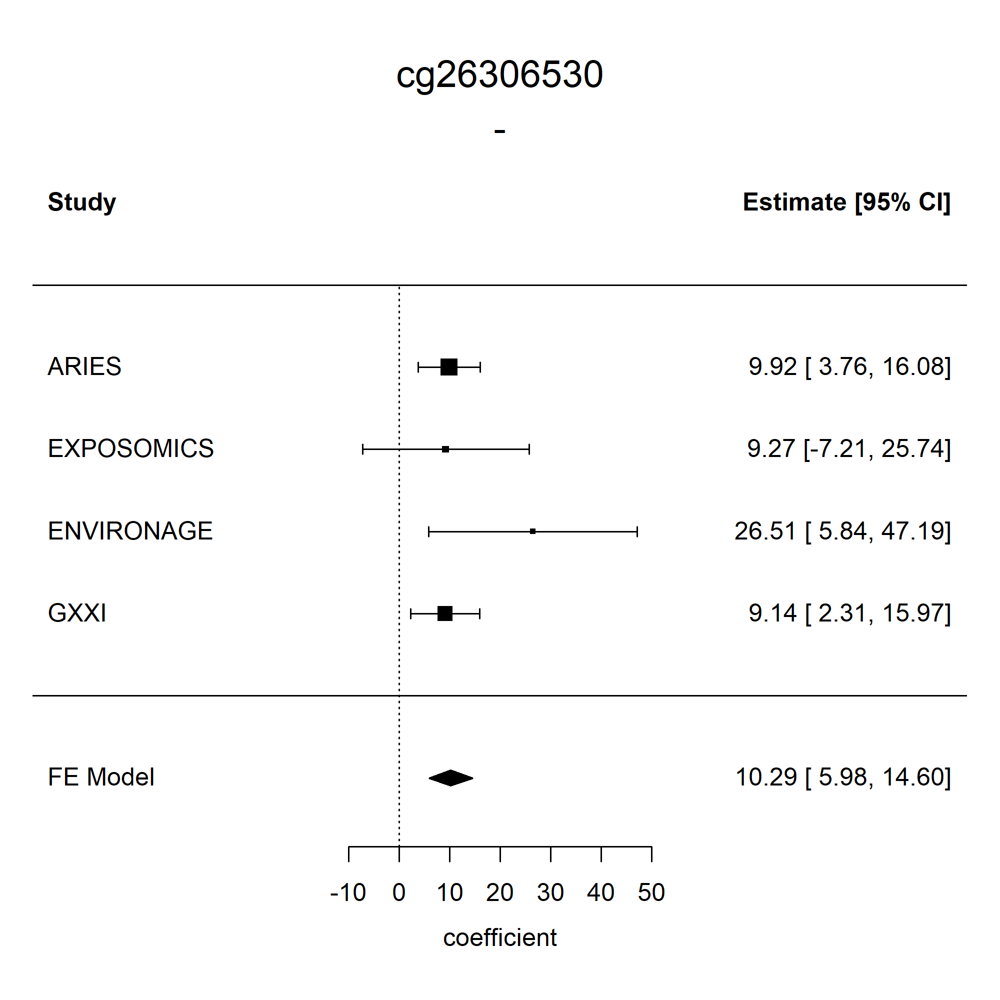 cg26306530
-
Study Estimate [95% CI]
ARIES 9.92 [ 3.76, 16.08]
EXPOSOMICS 9.27 [-7.21, 25.74]
ENVIRONAGE 26.51 [ 5.84, 47.19]
GXXI 9.14 [ 2.31, 15.97]
FE Model 10.29 [ 5.98, 14.60]
-10 0 10 20 30 40 50
coefficient